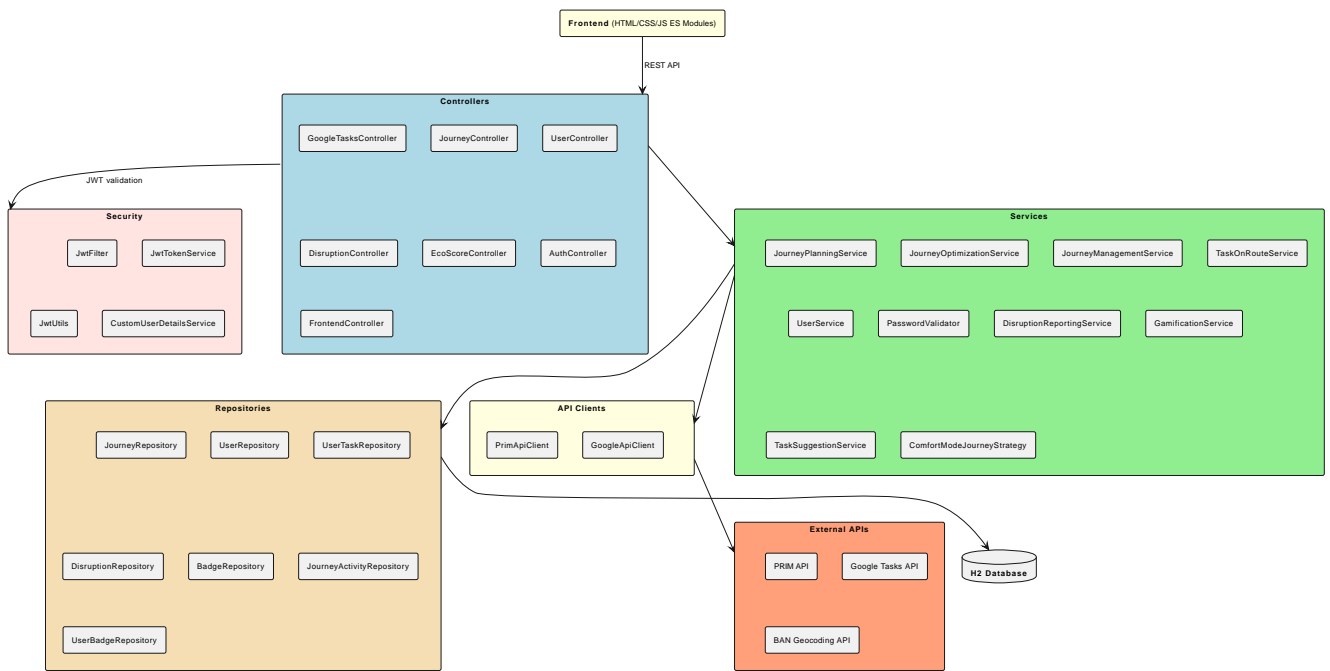 Frontend (HTML/CSS/JS ES Modules)
REST API
Controllers
GoogleTasksController
JourneyController
UserController
DisruptionController
EcoScoreController
AuthController
FrontendController
JWT validation
Security
JwtFilter
JwtTokenService
JwtUtils
CustomUserDetailsService
Services
JourneyPlanningService
JourneyOptimizationService
JourneyManagementService
TaskOnRouteService
UserService
PasswordValidator
DisruptionReportingService
GamificationService
TaskSuggestionService
ComfortModeJourneyStrategy
Repositories
JourneyRepository
UserRepository
UserTaskRepository
DisruptionRepository
BadgeRepository
JourneyActivityRepository
UserBadgeRepository
API Clients
PrimApiClient
GoogleApiClient
External APIs
PRIM API
Google Tasks API
BAN Geocoding API
H2 Database